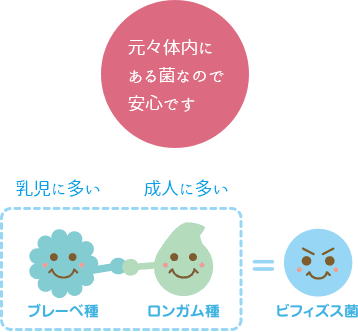 元々体内に
ある菌なので
安心です
乳児に多い
成人に多い
ブレーベ種
ロンガム種
=
ビフィズス菌